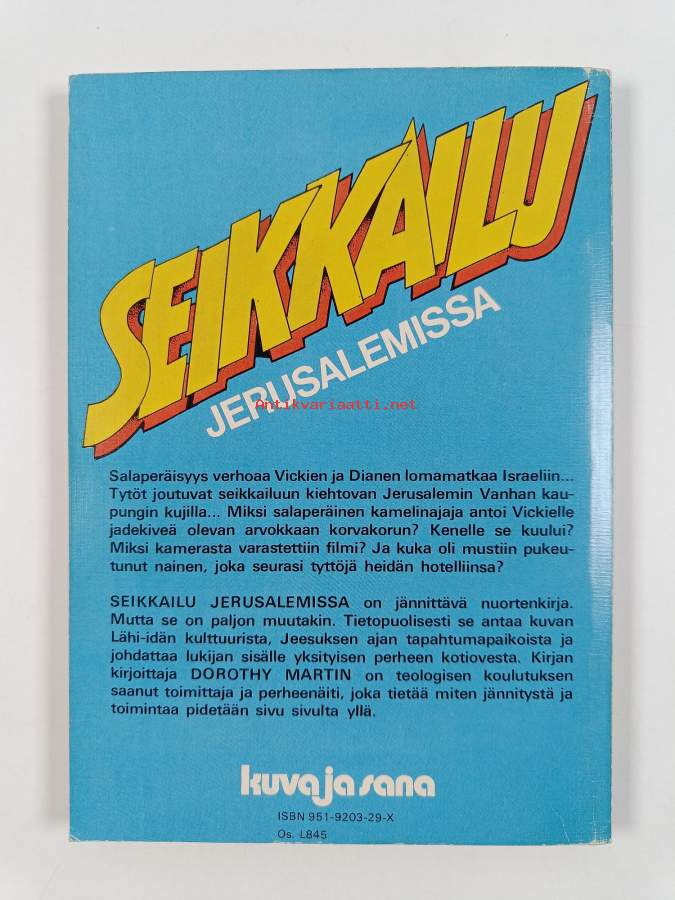 SEIKKAILU
JERUSALEMISSA
Antikvariaatti.net
Salaperäisyys verhoaa Vickien ja Dianen lomamatkaa Israeliin...
Tytöt joutuvat seikkailuun kiehtovan Jerusalemin Vanhan kau-
pungin kujilla... Miksi salaperäinen kamelinajaja antoi Vickielle
jadekiveä olevan arvokkaan korvakorun? Kenelle se kuului?
Miksi kamerasta varastettiin filmi? Ja kuka oli mustiin pukeu-
tunut nainen, joka seurasi tyttöjä heidän hotelliinsa?
SEIKKAILU JERUSALEMISSA on jännittävä nuortenkirja.
Mutta se on paljon muutakin. Tietopuolisesti se antaa kuvan
Lähi-idän kulttuurista, Jeesuksen ajan tapahtumapaikoista ja
johdattaa lukijan sisälle yksityisen perheen kotiovesta. Kirjan
kirjoittaja DOROTHY MARTIN on teologisen koulutuksen
saanut toimittaja ja perheenäiti, joka tietää miten jännitystä ja
toimintaa pidetään sivu sivulta yllä.
kuva ja sana
ISBN 951-9203-29-X
Os. L845